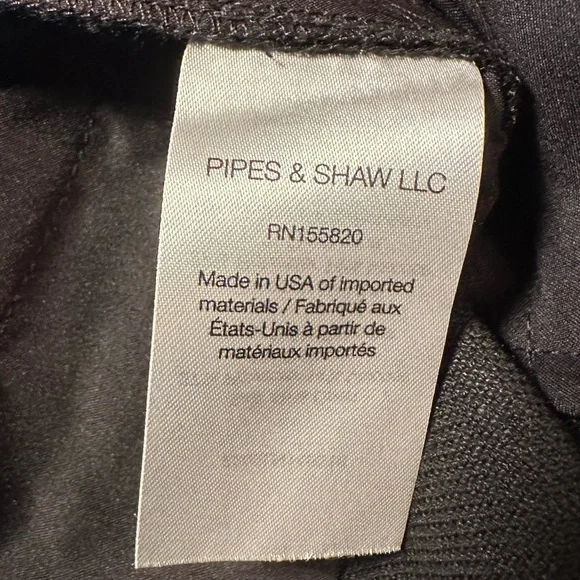 PIPES & SHAW LLC
RN155820
Made in USA of imported
materials / Fabriqué aux
États-Unis à partir de
matériaux importés